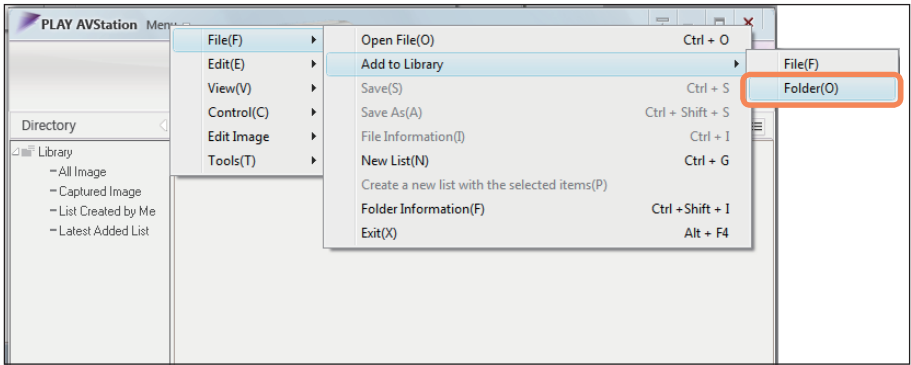 PLAY AVStation Menu
File(F)
Edit(E)
View(V)
Control(C)
Edit Image
Tools(T)
Open File(O) Ctrl + O
Add to Library
Save(S) Ctrl + S
Save As(A) Ctrl + Shift + S
File Information(I) Ctrl + I
New List(N) Ctrl + G
Create a new list with the selected items(P)
Folder Information(F) Ctrl +Shift + I
Exit(X) Alt + F4
File(F)
Folder(O)
Directory
Library
All Image
Captured Image
List Created by Me
Latest Added List